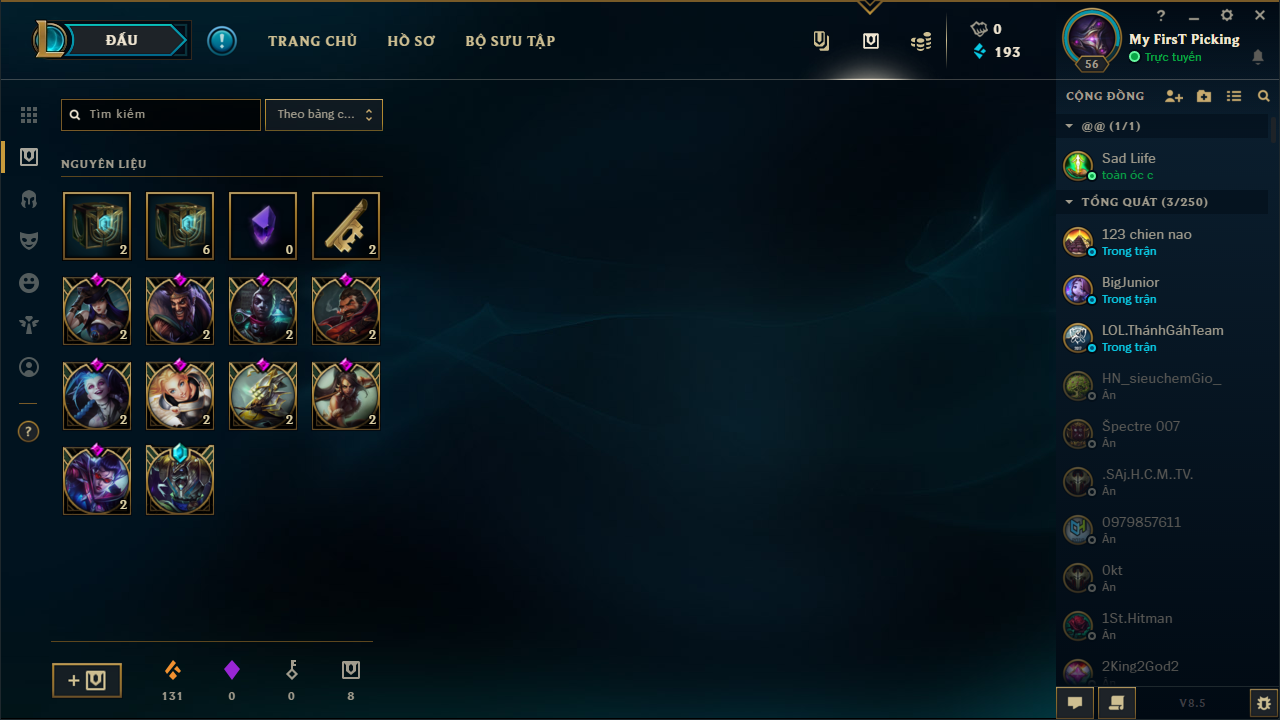 ĐẤU
TRANG CHỦ
HỒ SƠ
BỘ SƯU TẬP
0
193
56
My FirsT Picking
Trực tuyến
Tìm kiếm
Theo bảng c...
NGUYÊN LIỆU
2
6
0
2
2
2
2
2
2
2
2
2
2
131
0
0
8
CỘNG ĐỒNG
@@ (1/1)
Sad Liife
toàn óc c
TỔNG QUÁT (3/250)
123 chien nao
Trong trận
BigJunior
Trong trận
LOL.ThánhGáhTeam
Trong trận
HN_sieuchemGio_
Ẩn
Špectre 007
Ẩn
.SAj.H.C.M..TV.
Ẩn
0979857611
Ẩn
0kt
Ẩn
1St.Hitman
Ẩn
2King2God2
Ẩn
V8.5